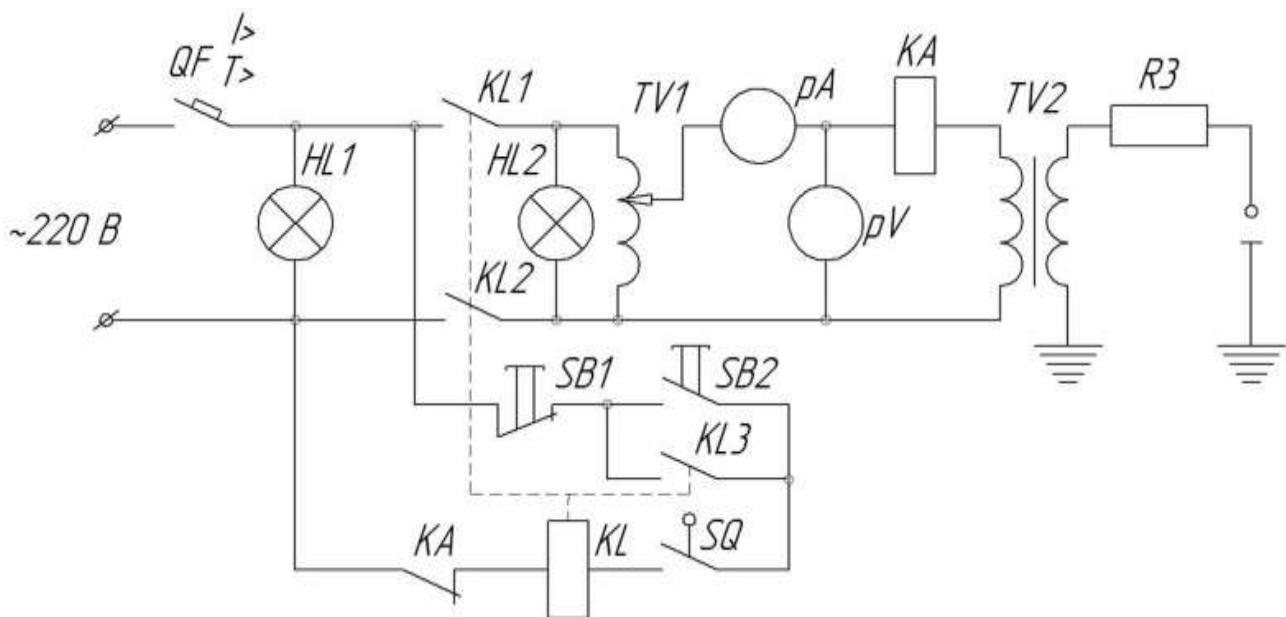 I>
QF T>
KL1
TV1
pA
KA
TV2
R3
HL1
HL2
~220 В
pV
KL2
SB1
SB2
KL3
KA
KL
SQ